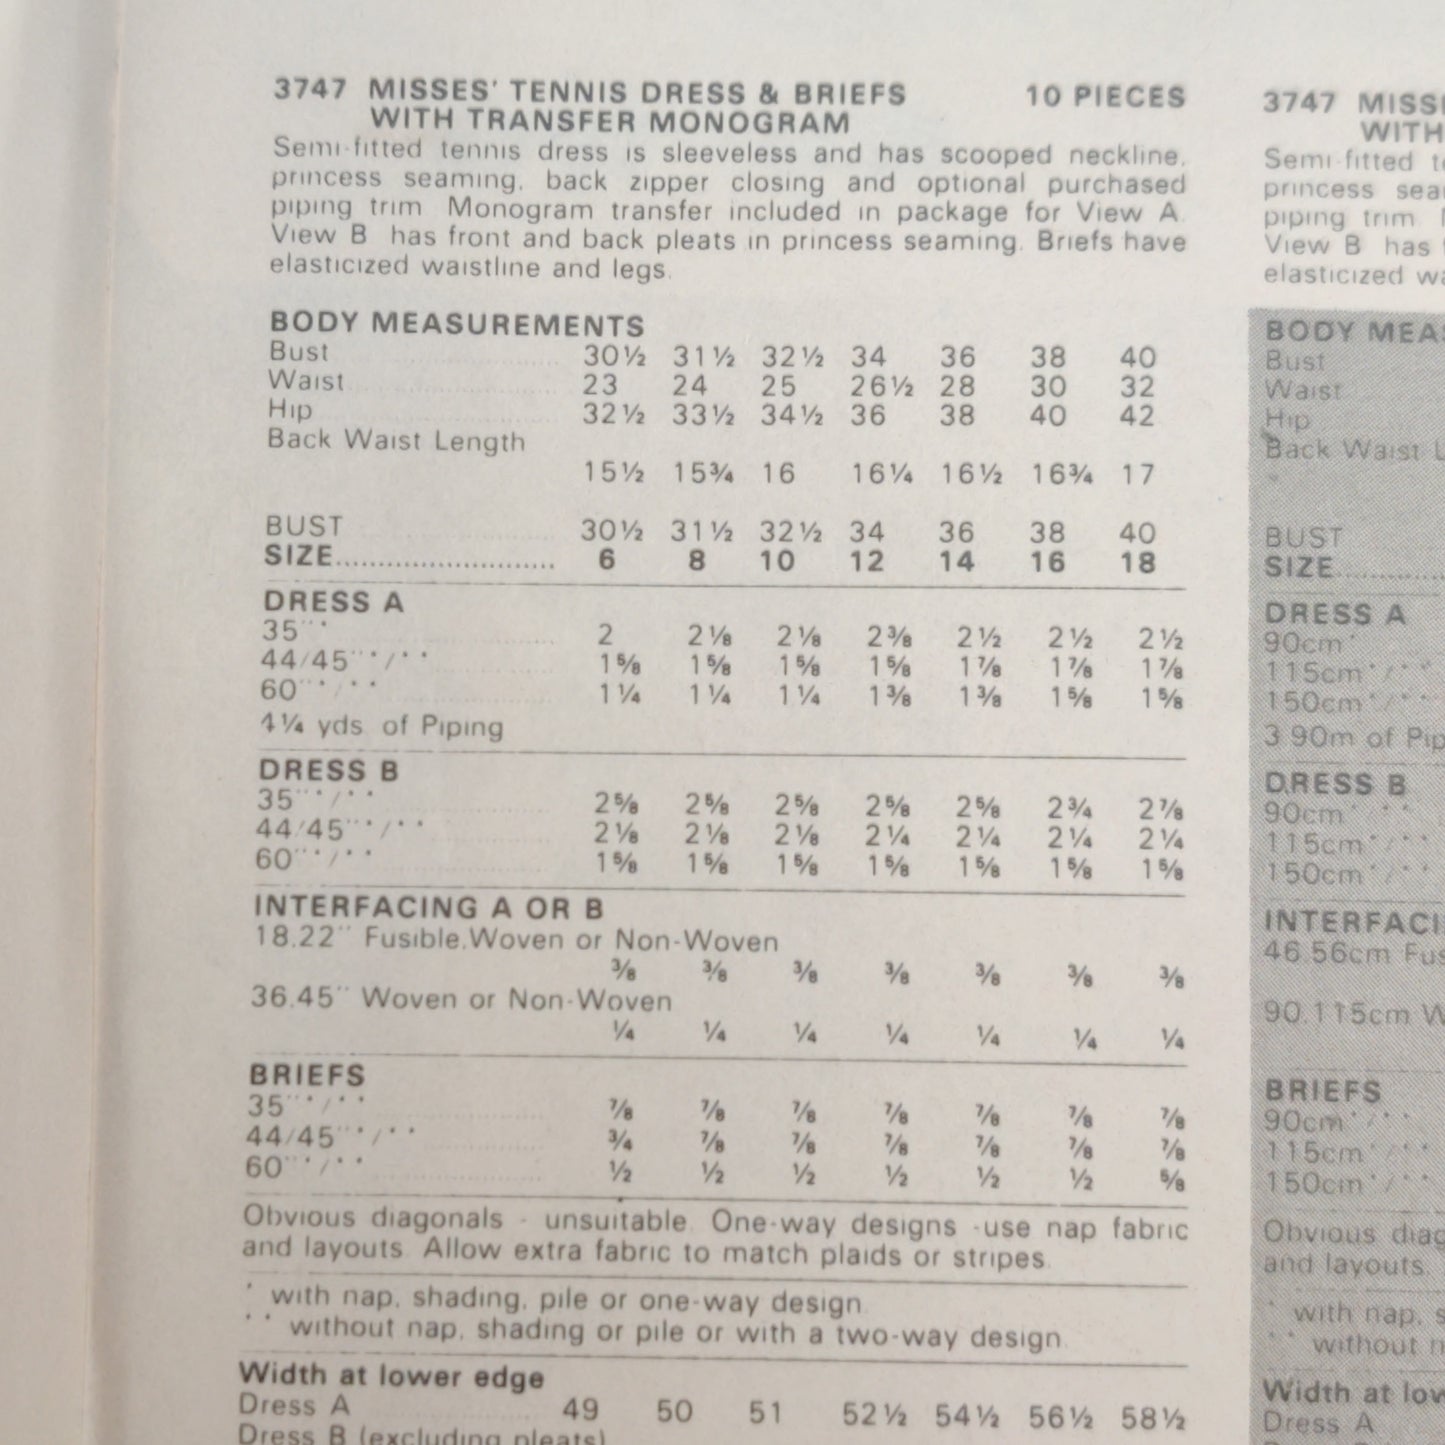 3747 MISSES' TENNIS DRESS & BRIEFS 10 PIECES
WITH TRANSFER MONOGRAM
Semi-fitted tennis dress is sleeveless and has scooped neckline,
princess seaming, back zipper closing and optional purchased
piping trim. Monogram transfer included in package for View A.
View B has front and back pleats in princess seaming. Briefs have
elasticized waistline and legs.
BODY MEASUREMENTS
Bust 30½ 31½ 32½ 34 36 38 40
Waist 23 24 25 26½ 28 30 32
Hip 32½ 33½ 34½ 36 38 40 42
Back Waist Length
15½ 15¾ 16 16¼ 16½ 16¾ 17
BUST 30½ 31½ 32½ 34 36 38 40
SIZE.......................... 6 8 10 12 14 16 18
DRESS A
35"* 2 2⅛ 2⅛ 2⅜ 2½ 2½ 2½
44/45"*/** 1⅝ 1⅝ 1⅝ 1⅝ 1⅞ 1⅞ 1⅞
60"*/** 1¼ 1¼ 1¼ 1⅜ 1⅜ 1⅝ 1⅝
4¼ yds. of Piping
DRESS B
35"*/** 2⅝ 2⅝ 2⅝ 2⅝ 2⅝ 2¾ 2⅞
44/45"*/** 2⅛ 2⅛ 2⅛ 2¼ 2¼ 2¼ 2¼
60"*/** 1⅝ 1⅝ 1⅝ 1⅝ 1⅝ 1⅝ 1⅝
INTERFACING A OR B
18,22" Fusible, Woven or Non-Woven
⅜ ⅜ ⅜ ⅜ ⅜ ⅜ ⅜
36,45" Woven or Non-Woven
¼ ¼ ¼ ¼ ¼ ¼ ¼
BRIEFS
35"*/** ⅞ ⅞ ⅞ ⅞ ⅞ ⅞ ⅞
44/45"*/** ¾ ⅞ ⅞ ⅞ ⅞ ⅞ ⅞
60"*/** ½ ½ ½ ½ ½ ½ ⅝
Obvious diagonals - unsuitable. One-way designs -use nap fabric
and layouts. Allow extra fabric to match plaids or stripes.
* with nap, shading, pile or one-way design.
** without nap, shading or pile or with a two-way design.
Width at lower edge
Dress A 49 50 51 52½ 54½ 56½ 58½
Dress B (excluding pleats)
3747 MISS
WITH
Semi-fitted
princess
piping trim.
View B has
elasticized
BODY MEA
Bust
Waist
Hip
Back Waist L
BUST
SIZE
DRESS A
90cm*
115cm*/**
150cm*/**
3.90m of Pip
DRESS B
90cm*/**
115cm*/**
150cm*/**
INTERFACI
46,56cm Fus
90,115cm W
BRIEFS
90cm*/**
115cm*/**
150cm*/**
Obvious diag
and layouts.
* with nap, s
** without n
Width at low
Dress A